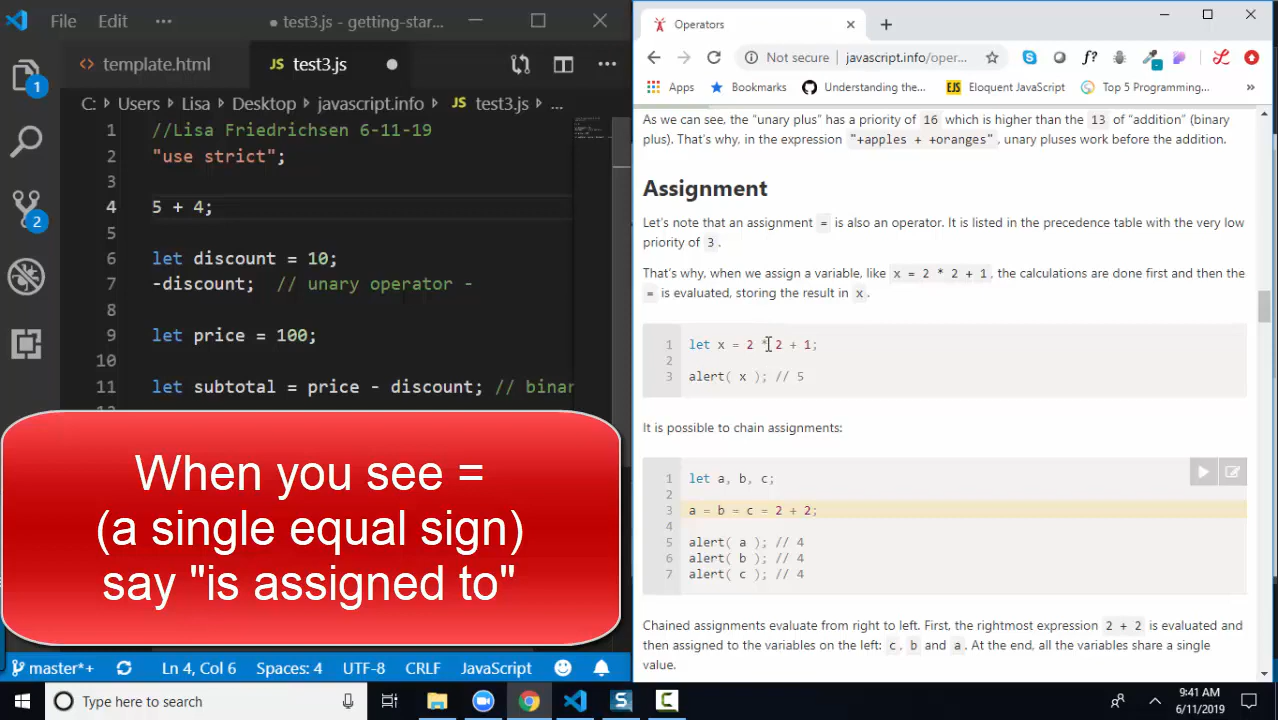 File Edit ··· ● test3.js - getting-star...
template.html JS test3.js ● ···
C: > Users > Lisa > Desktop > javascript.info > JS test3.js > ...
1 //Lisa Friedrichsen 6-11-19
2 "use strict";
3
4 5 + 4;
5
6 let discount = 10;
7 -discount; // unary operator -
8
9 let price = 100;
10
11 let subtotal = price - discount; // binar
When you see =
(a single equal sign)
say "is assigned to"
1
2
master*+ Ln 4, Col 6 Spaces: 4 UTF-8 CRLF JavaScript
Operators
Not secure javascript.info/oper...
Apps Bookmarks Understanding the... EJS Eloquent JavaScript Top 5 Programming... »
As we can see, the "unary plus" has a priority of 16 which is higher than the 13 of "addition" (binary
plus). That's why, in the expression "+apples + +oranges", unary pluses work before the addition.
Assignment
Let's note that an assignment = is also an operator. It is listed in the precedence table with the very low
priority of 3.
That's why, when we assign a variable, like x = 2 * 2 + 1, the calculations are done first and then the
= is evaluated, storing the result in x.
1 let x = 2 * 2 + 1;
2
3 alert( x ); // 5
It is possible to chain assignments:
1 let a, b, c;
2
3 a = b = c = 2 + 2;
4
5 alert( a ); // 4
6 alert( b ); // 4
7 alert( c ); // 4
Chained assignments evaluate from right to left. First, the rightmost expression 2 + 2 is evaluated and
then assigned to the variables on the left: c, b and a. At the end, all the variables share a single
value.
Type here to search
9:41 AM
6/11/2019